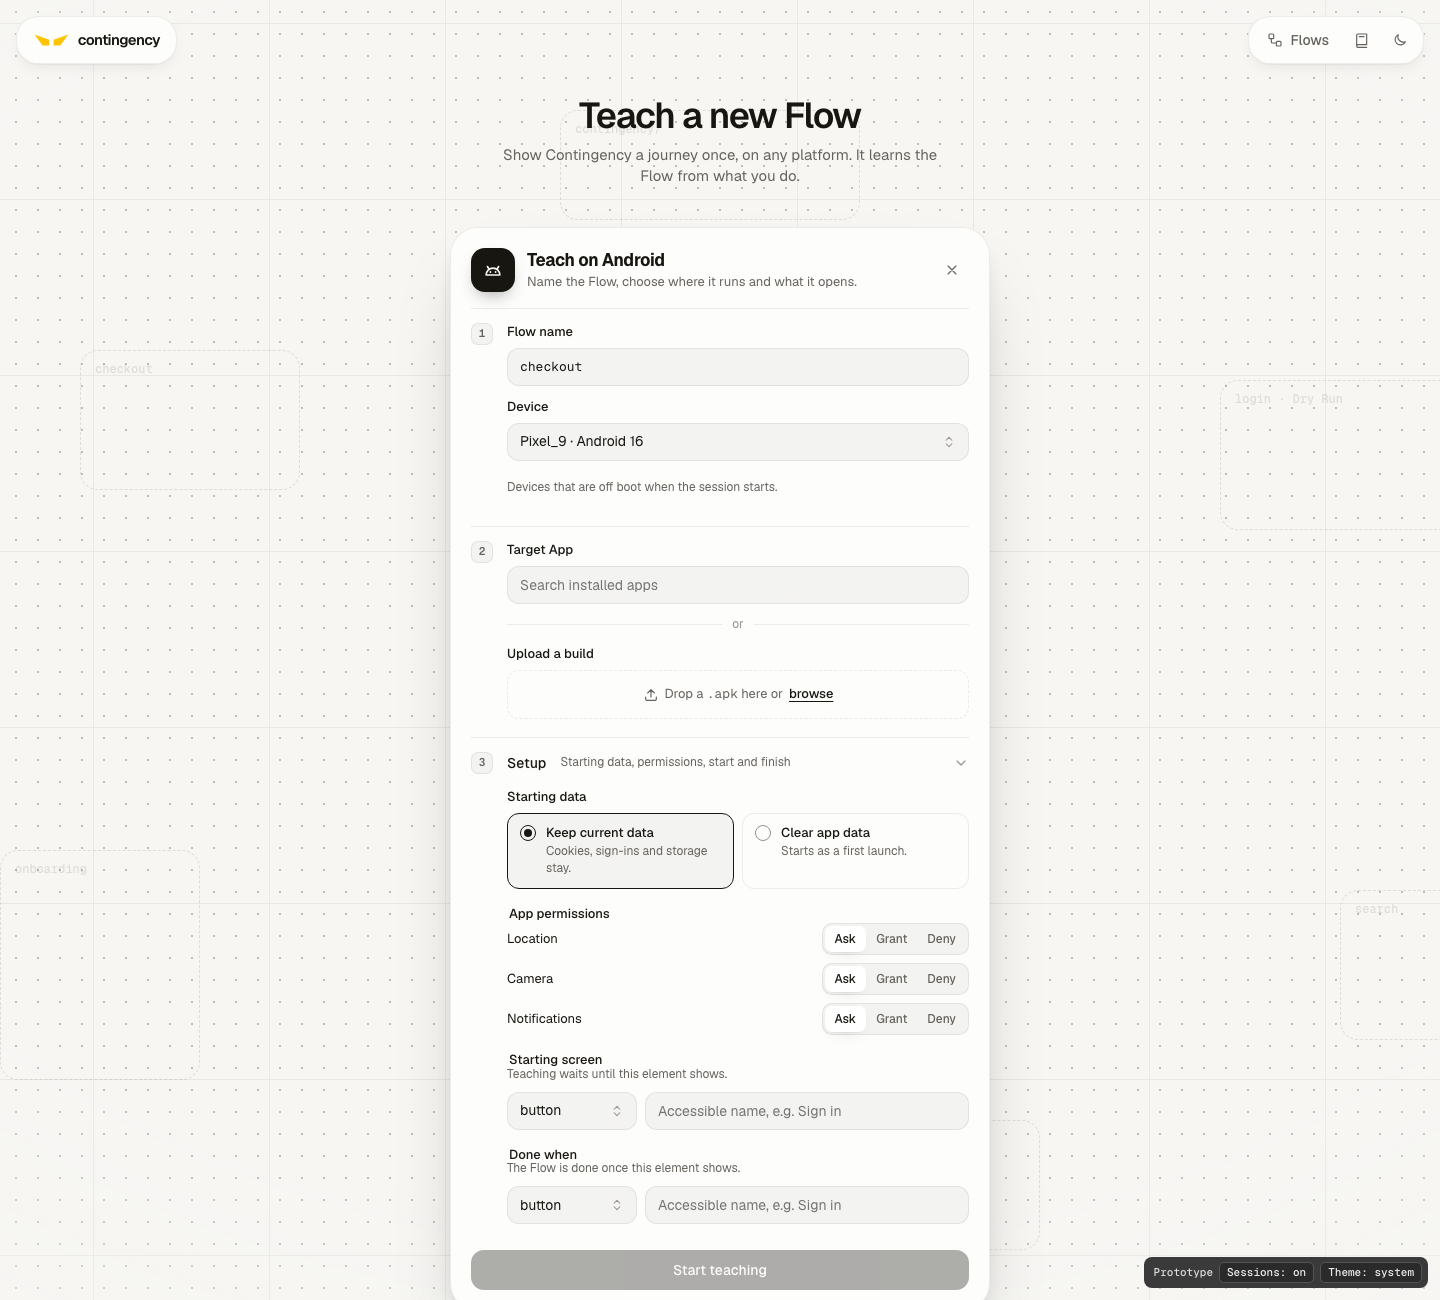 contingency
Flows
Teach a new Flow
contingency
Show Contingency a journey once, on any platform. It learns the
Flow from what you do.
Teach on Android
Name the Flow, choose where it runs and what it opens.
1
Flow name
checkout
checkout
Device
login · Dry Run
Pixel_9 · Android 16
Devices that are off boot when the session starts.
2
Target App
Search installed apps
or
Upload a build
Drop a .apk here or browse
3
Setup
Starting data, permissions, start and finish
Starting data
Keep current data
Cookies, sign-ins and storage
stay.
Clear app data
Starts as a first launch.
onboarding
search
App permissions
Location
Ask Grant Deny
Camera
Ask Grant Deny
Notifications
Ask Grant Deny
Starting screen
Teaching waits until this element shows.
button
Accessible name, e.g. Sign in
Done when
The Flow is done once this element shows.
button
Accessible name, e.g. Sign in
Start teaching
Prototype Sessions: on Theme: system